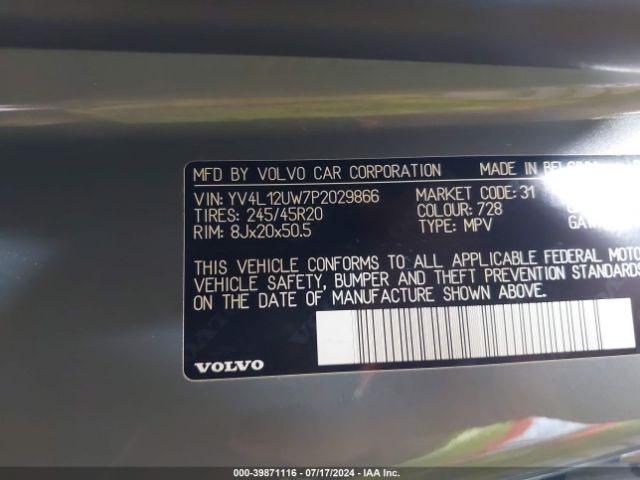 MFD BY VOLVO CAR CORPORATION MADE IN
VIN: YV4L12UW7P2029866 MARKET CODE: 31
TIRES: 245/45R20 COLOUR: 728
RIM: 8Jx20x50.5 TYPE: MPV
THIS VEHICLE CONFORMS TO ALL APPLICABLE FEDERAL MOTO
VEHICLE SAFETY, BUMPER AND THEFT PREVENTION STANDARDS
ON THE DATE OF MANUFACTURE SHOWN ABOVE.
VOLVO
000-39871116 - 07/17/2024 - IAA Inc.